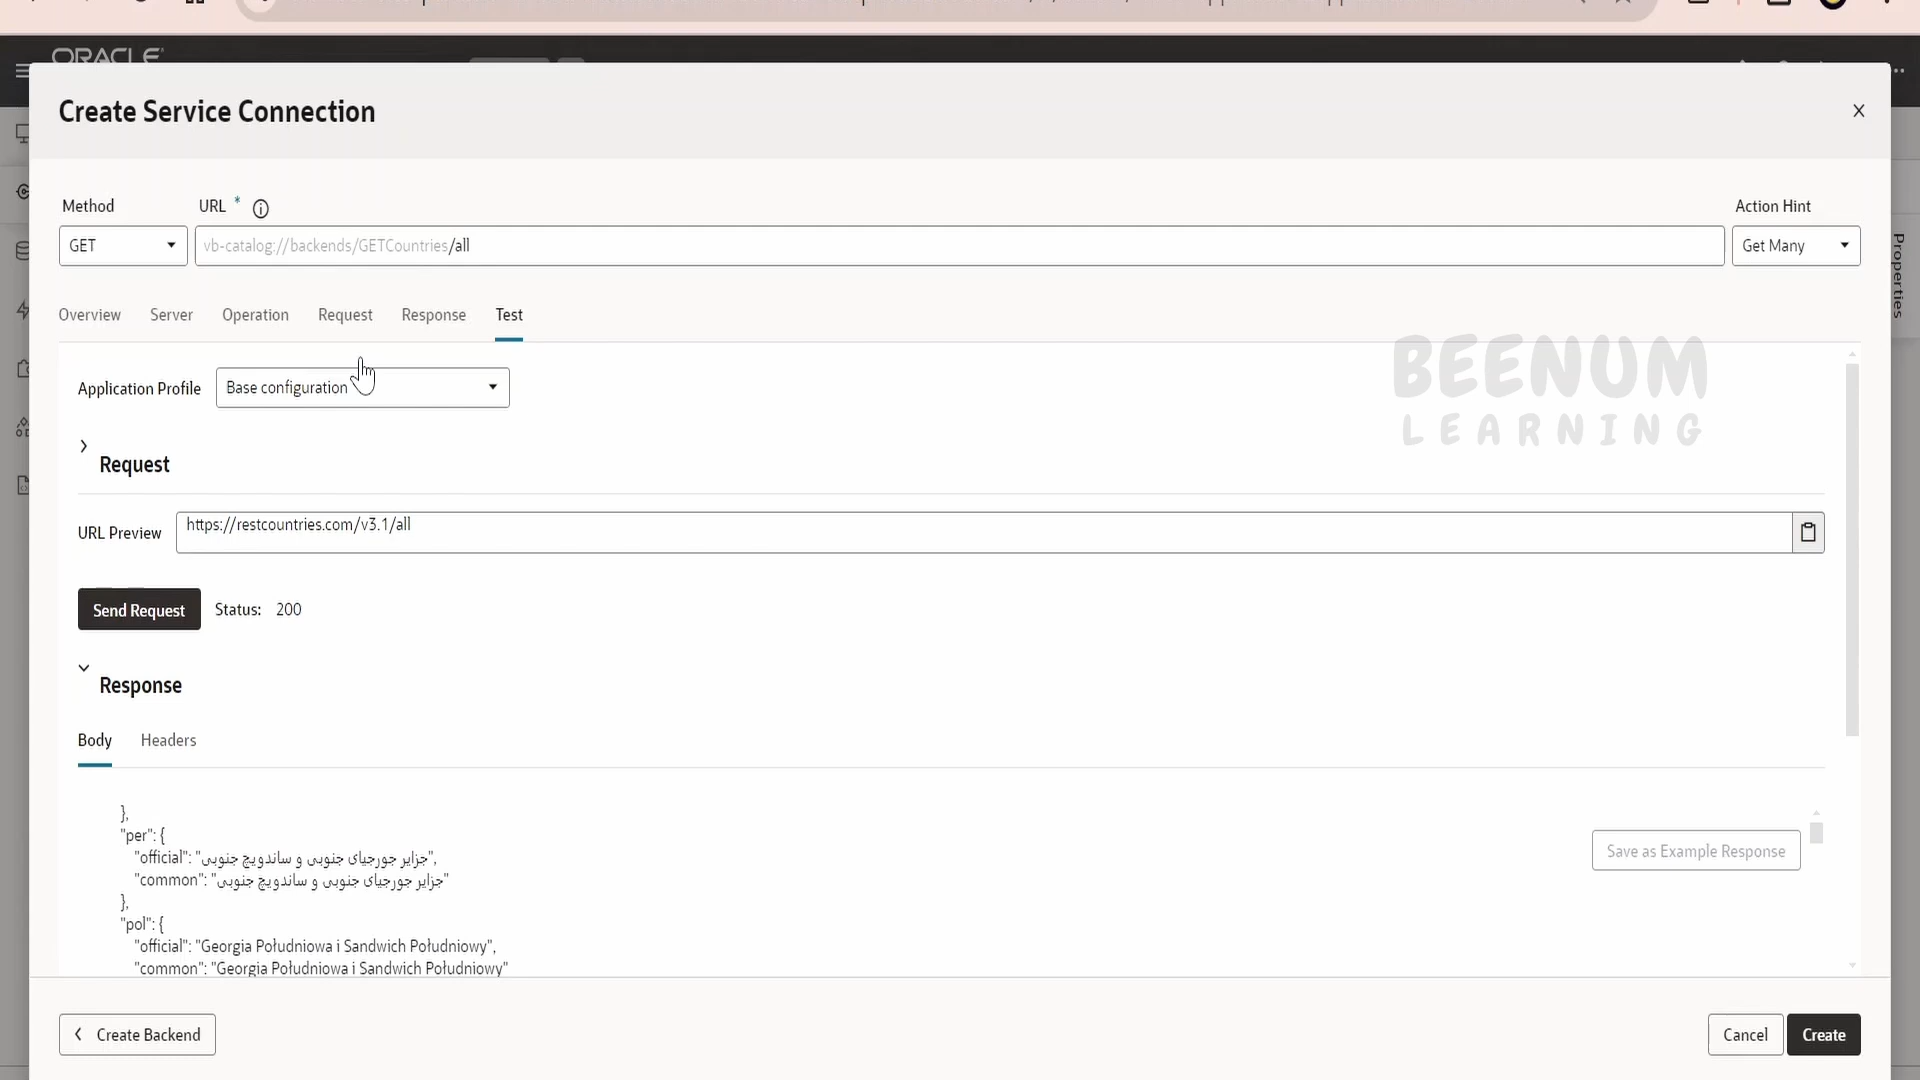 ORACLE
Create Service Connection
X
Method
URL *
Action Hint
GET
vb-catalog://backends/GETCountries/all
Get Many
Properties
Overview
Server
Operation
Request
Response
Test
BEENUM
LEARNING
Application Profile
Base configuration
Request
URL Preview
https://restcountries.com/v3.1/all
Send Request
Status: 200
Response
Body
Headers
},
"per": {
"official": "جزایر جورجیای جنوبی و ساندویچ جنوبی",
"common": "جزایر جورجیای جنوبی و ساندویچ جنوبی"
},
"pol": {
"official": "Georgia Południowa i Sandwich Południowy",
"common": "Georgia Południowa i Sandwich Południowy"
Save as Example Response
Create Backend
Cancel
Create